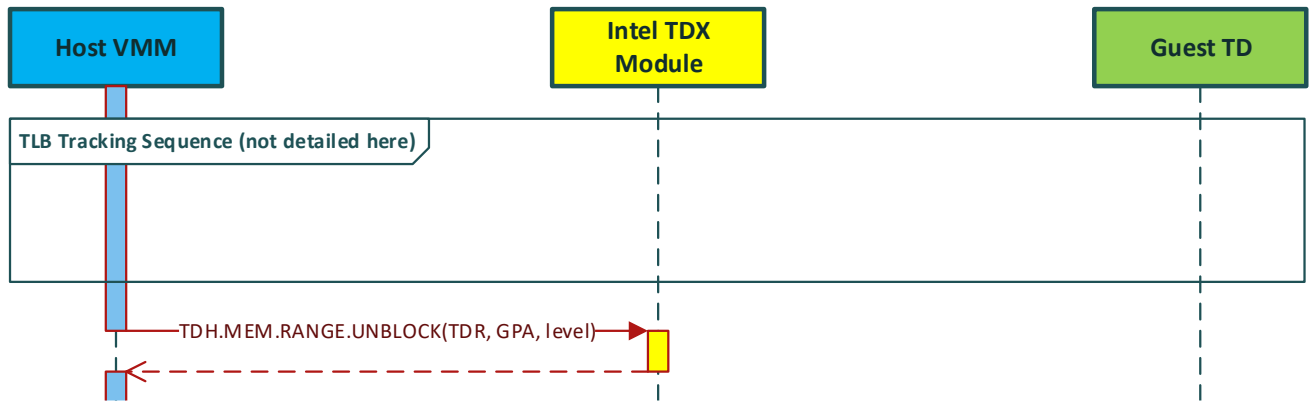 Host VMM
Intel TDX
Module
Guest TD
TLB Tracking Sequence (not detailed here)
TDH.MEM.RANGE.UNBLOCK(TDR, GPA, level)